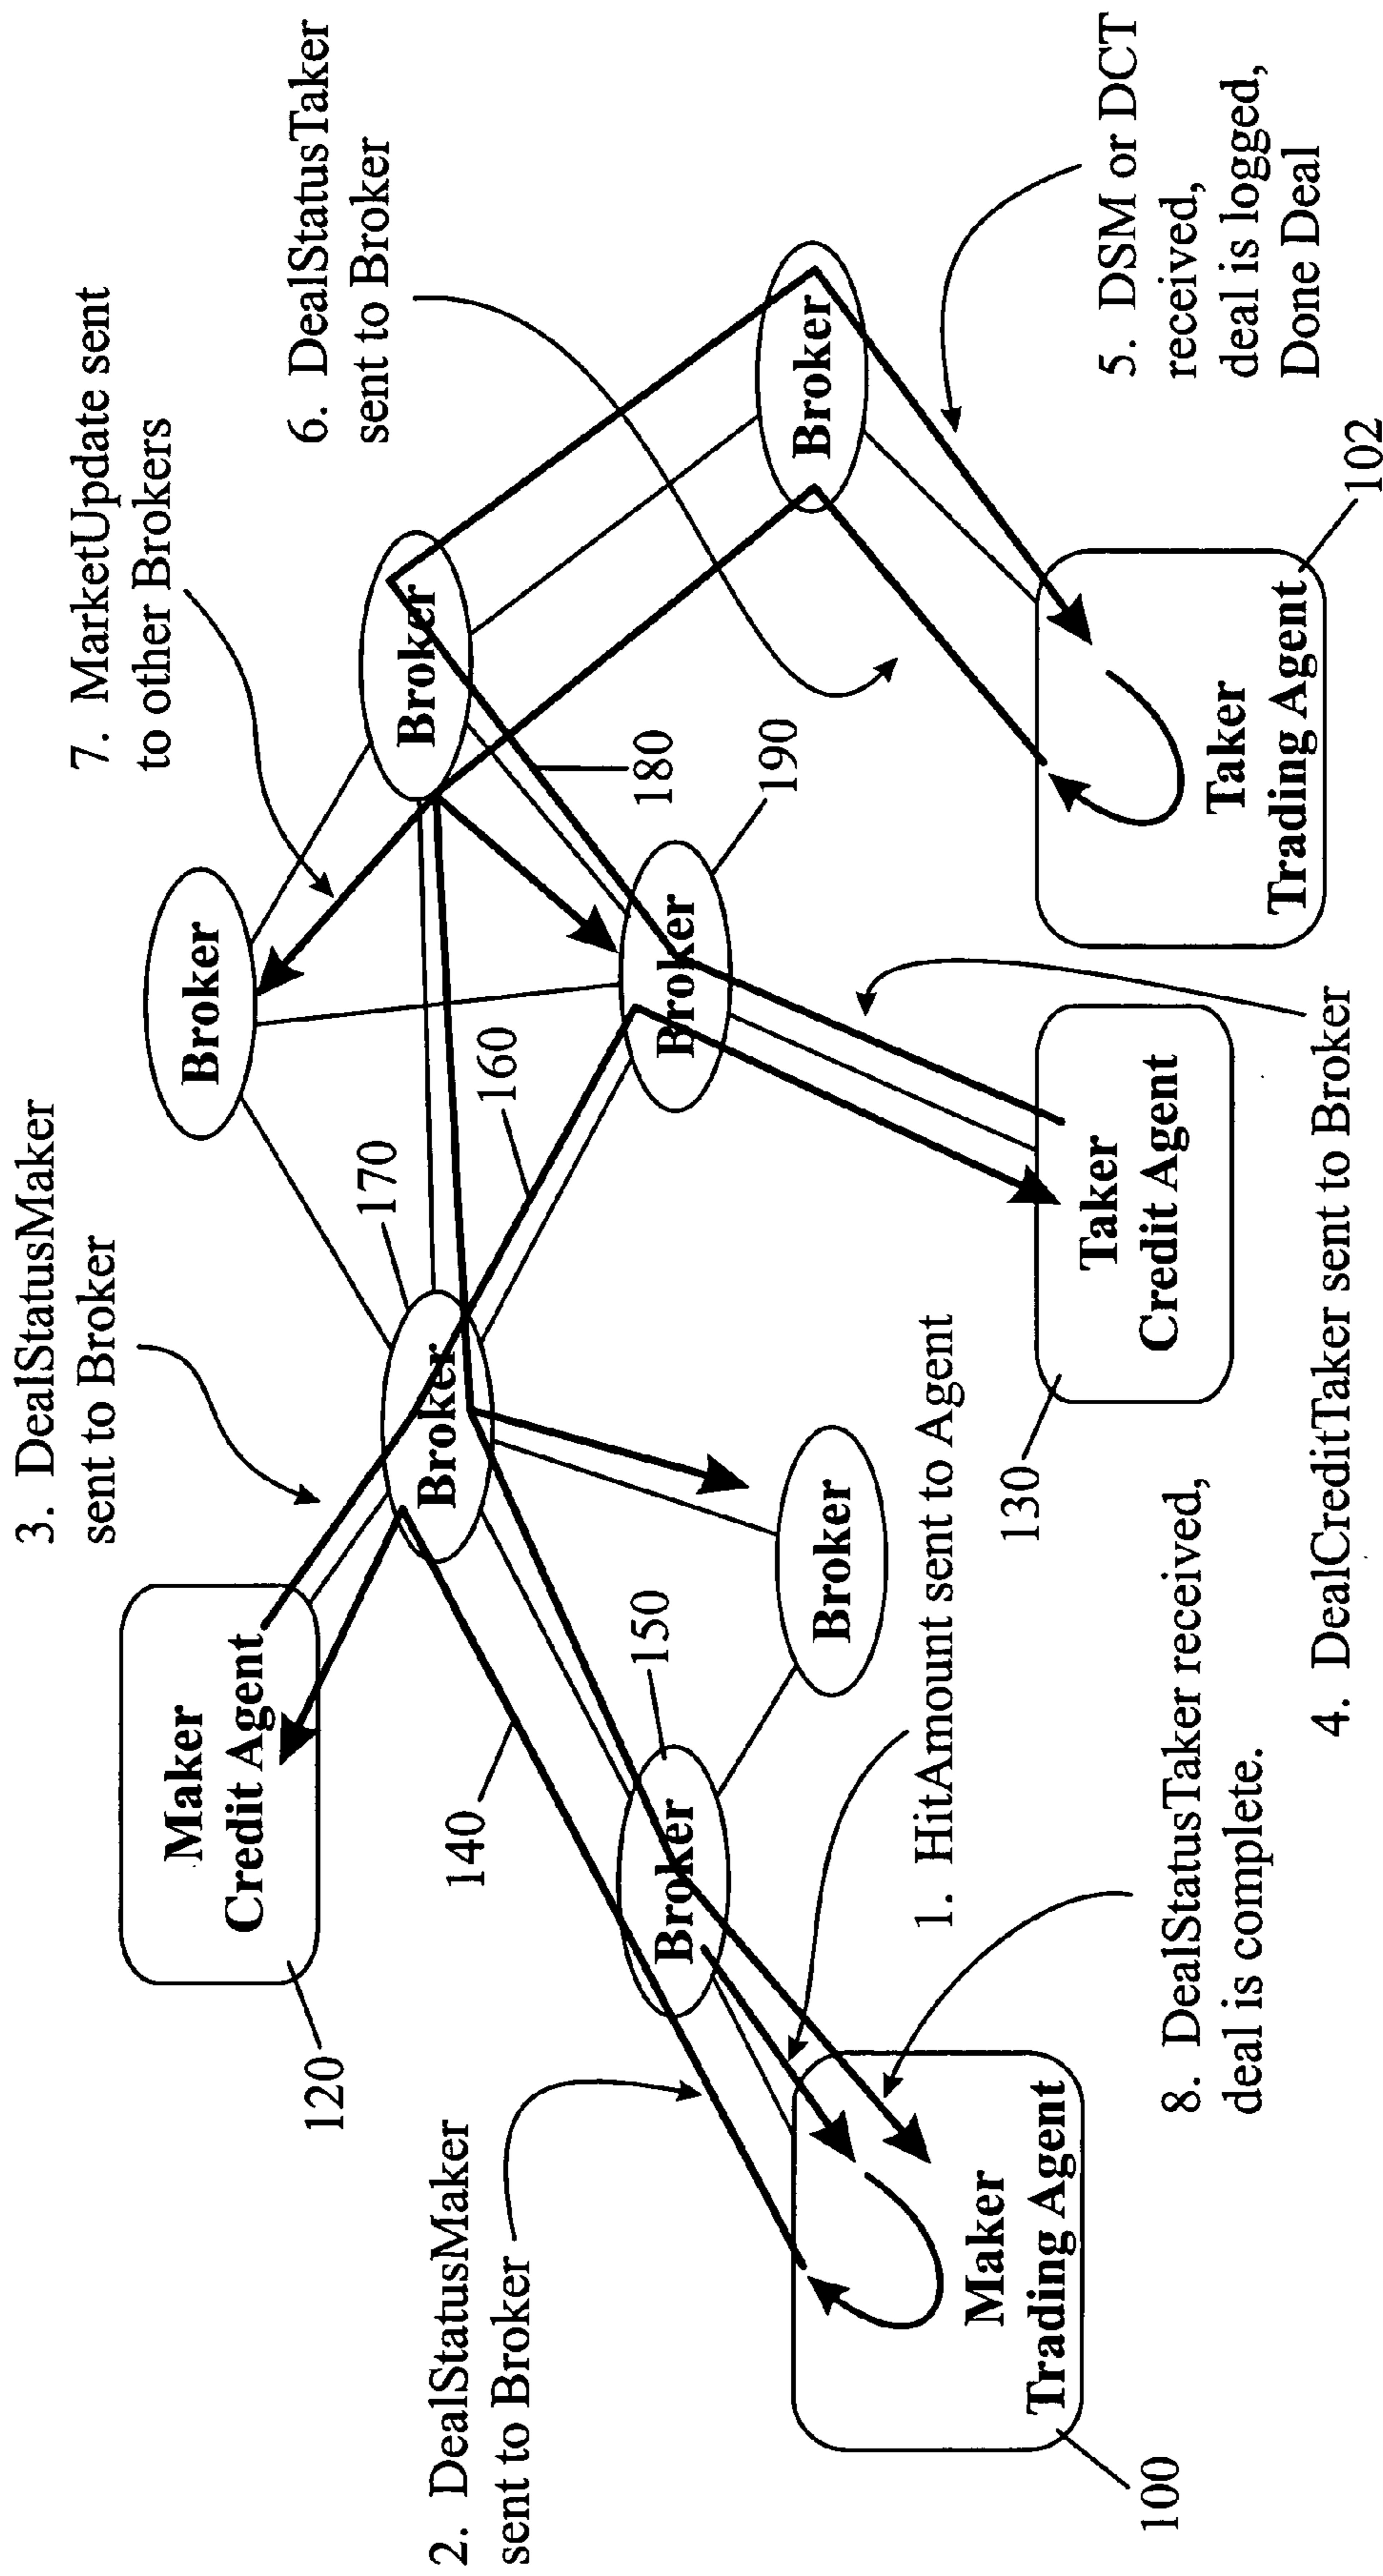 7. MarketUpdate sent
to other Brokers
3. DealStatusMaker
sent to Broker
6. DealStatusTaker
sent to Broker
2. DealStatusMaker
sent to Broker
5. DSM or DCT
received,
deal is logged,
Done Deal
Maker
Credit Agent
120
Broker
Broker
170
Broker
140
160
180
150
Broker
Broker
190
Broker
Broker
1. HitAmount sent to Agent
Maker
Trading Agent
100
130
Taker
Credit Agent
Taker
Trading Agent
102
8. DealStatusTaker received,
deal is complete.
4. DealCreditTaker sent to Broker